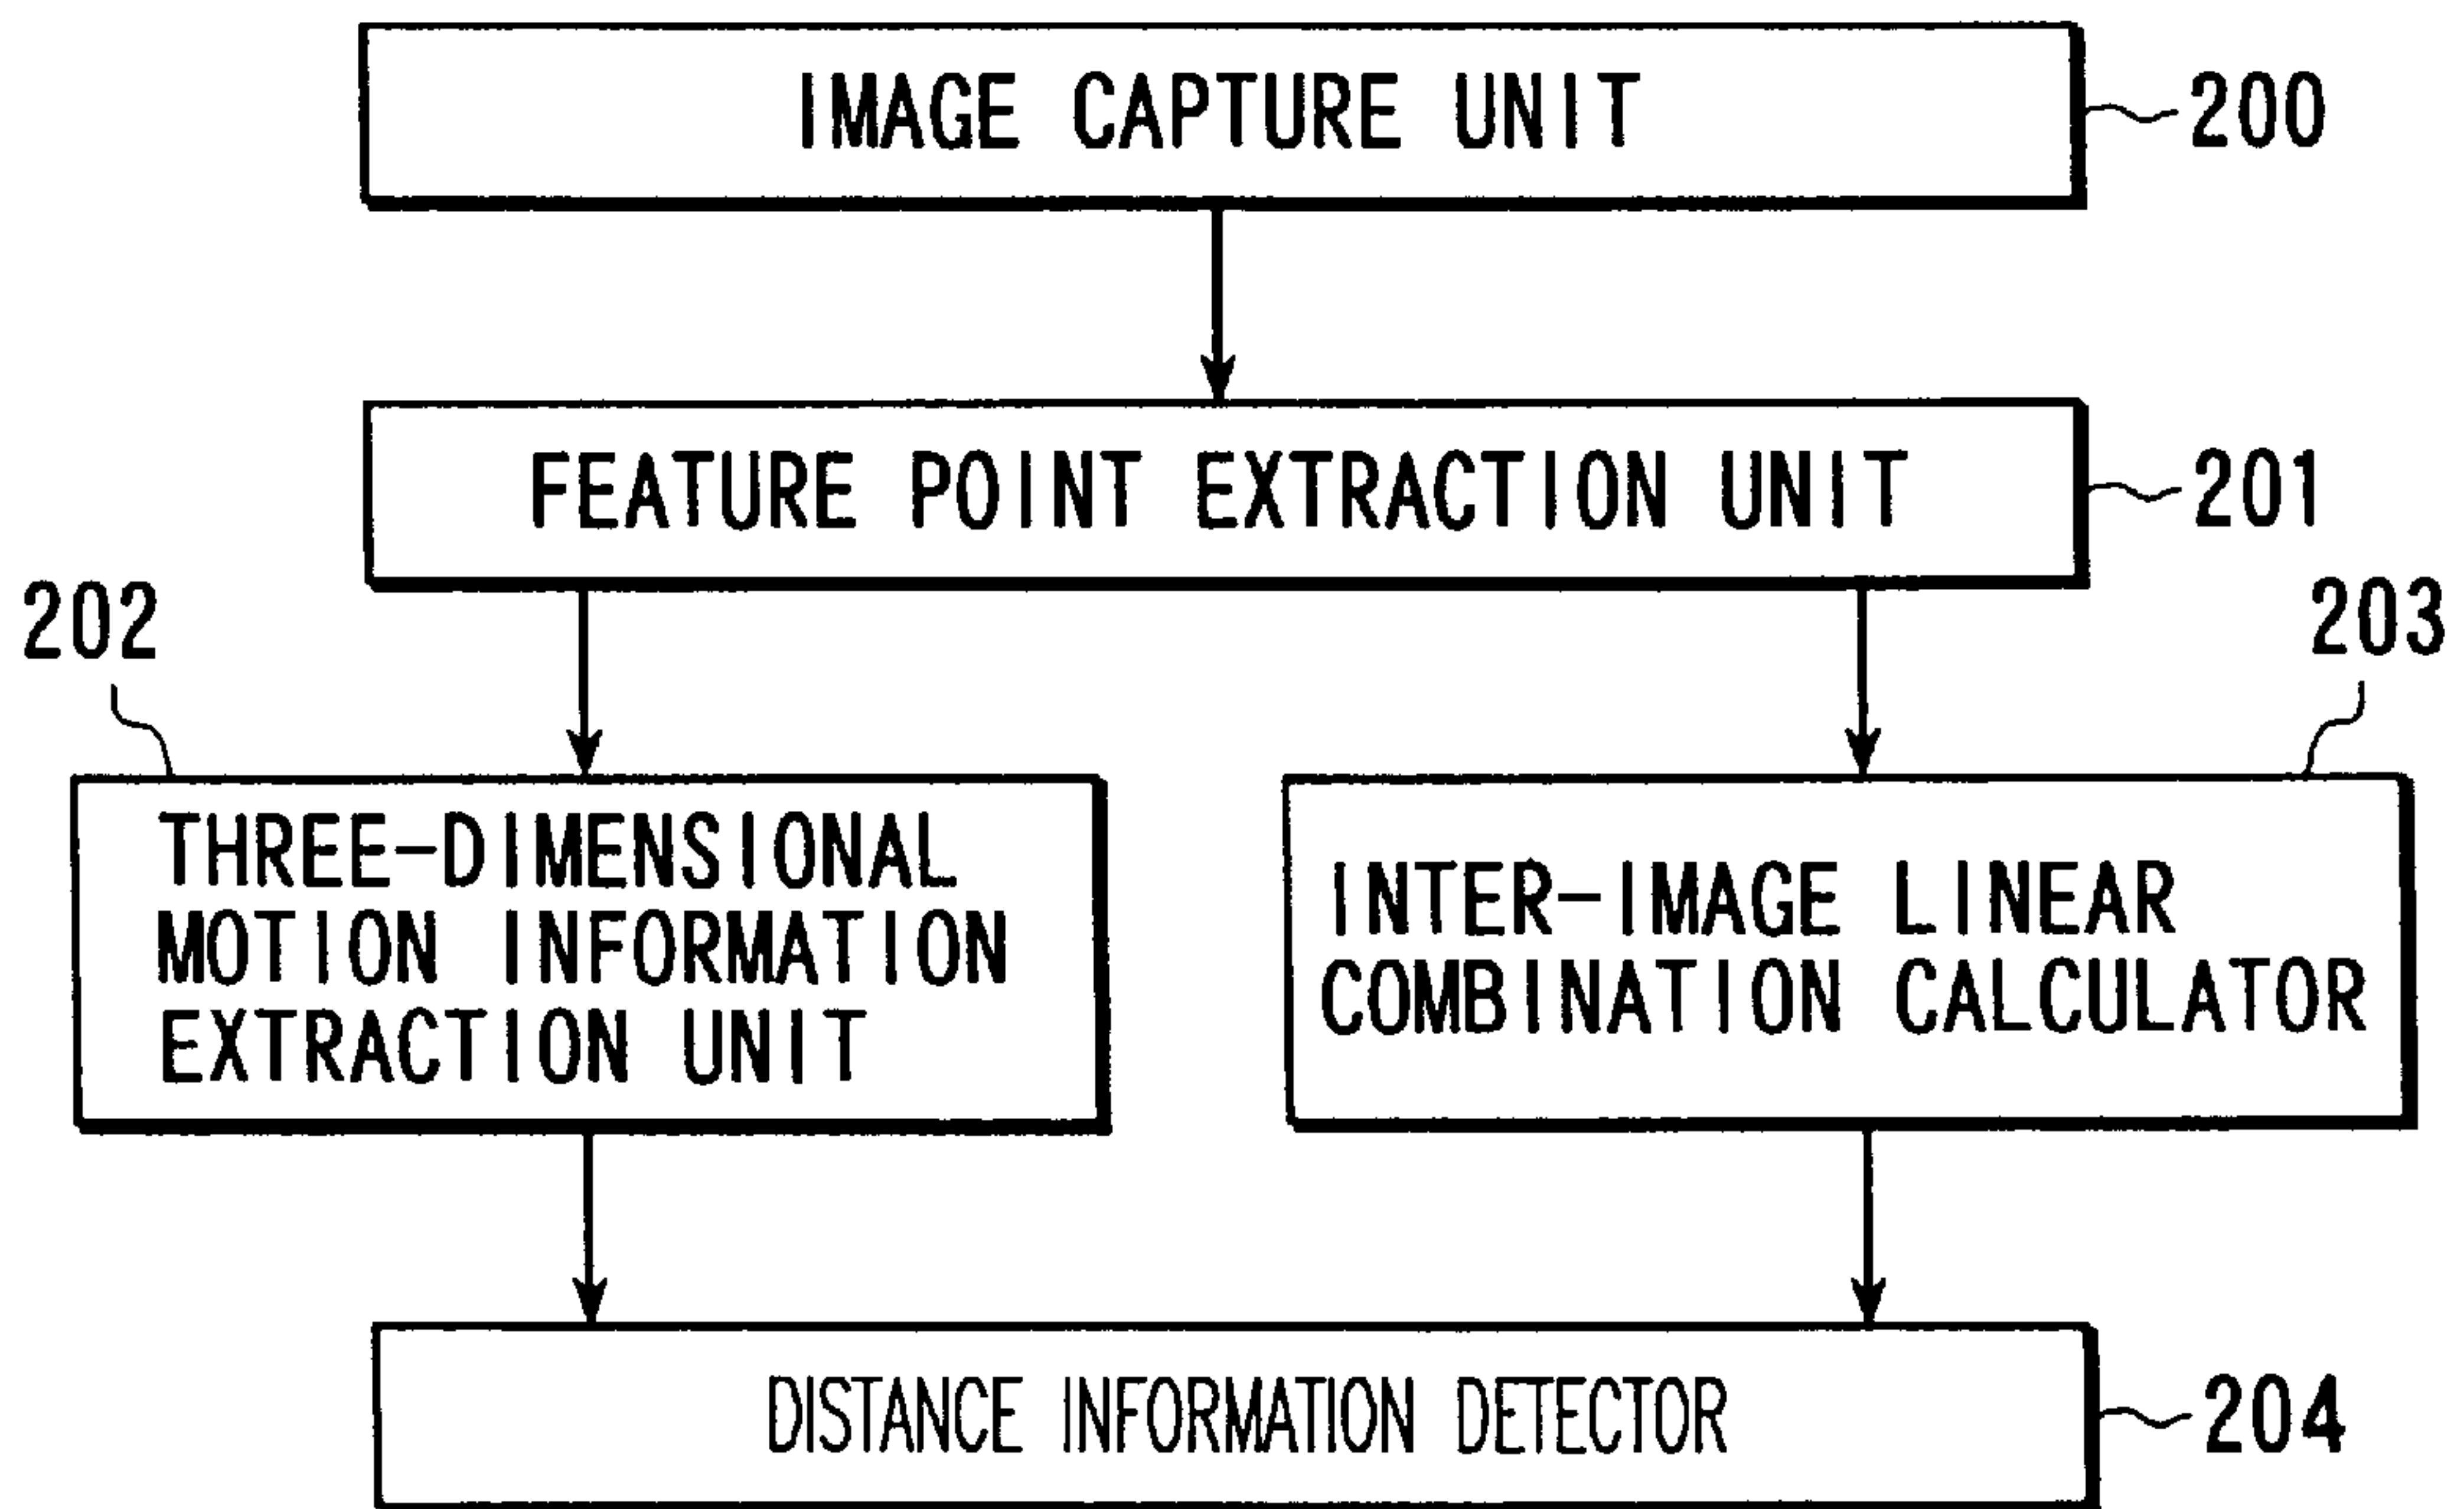 IMAGE CAPTURE UNIT
200
FEATURE POINT EXTRACTION UNIT
201
202
203
THREE-DIMENSIONAL
MOTION INFORMATION
EXTRACTION UNIT
INTER-IMAGE LINEAR
COMBINATION CALCULATOR
DISTANCE INFORMATION DETECTOR
204